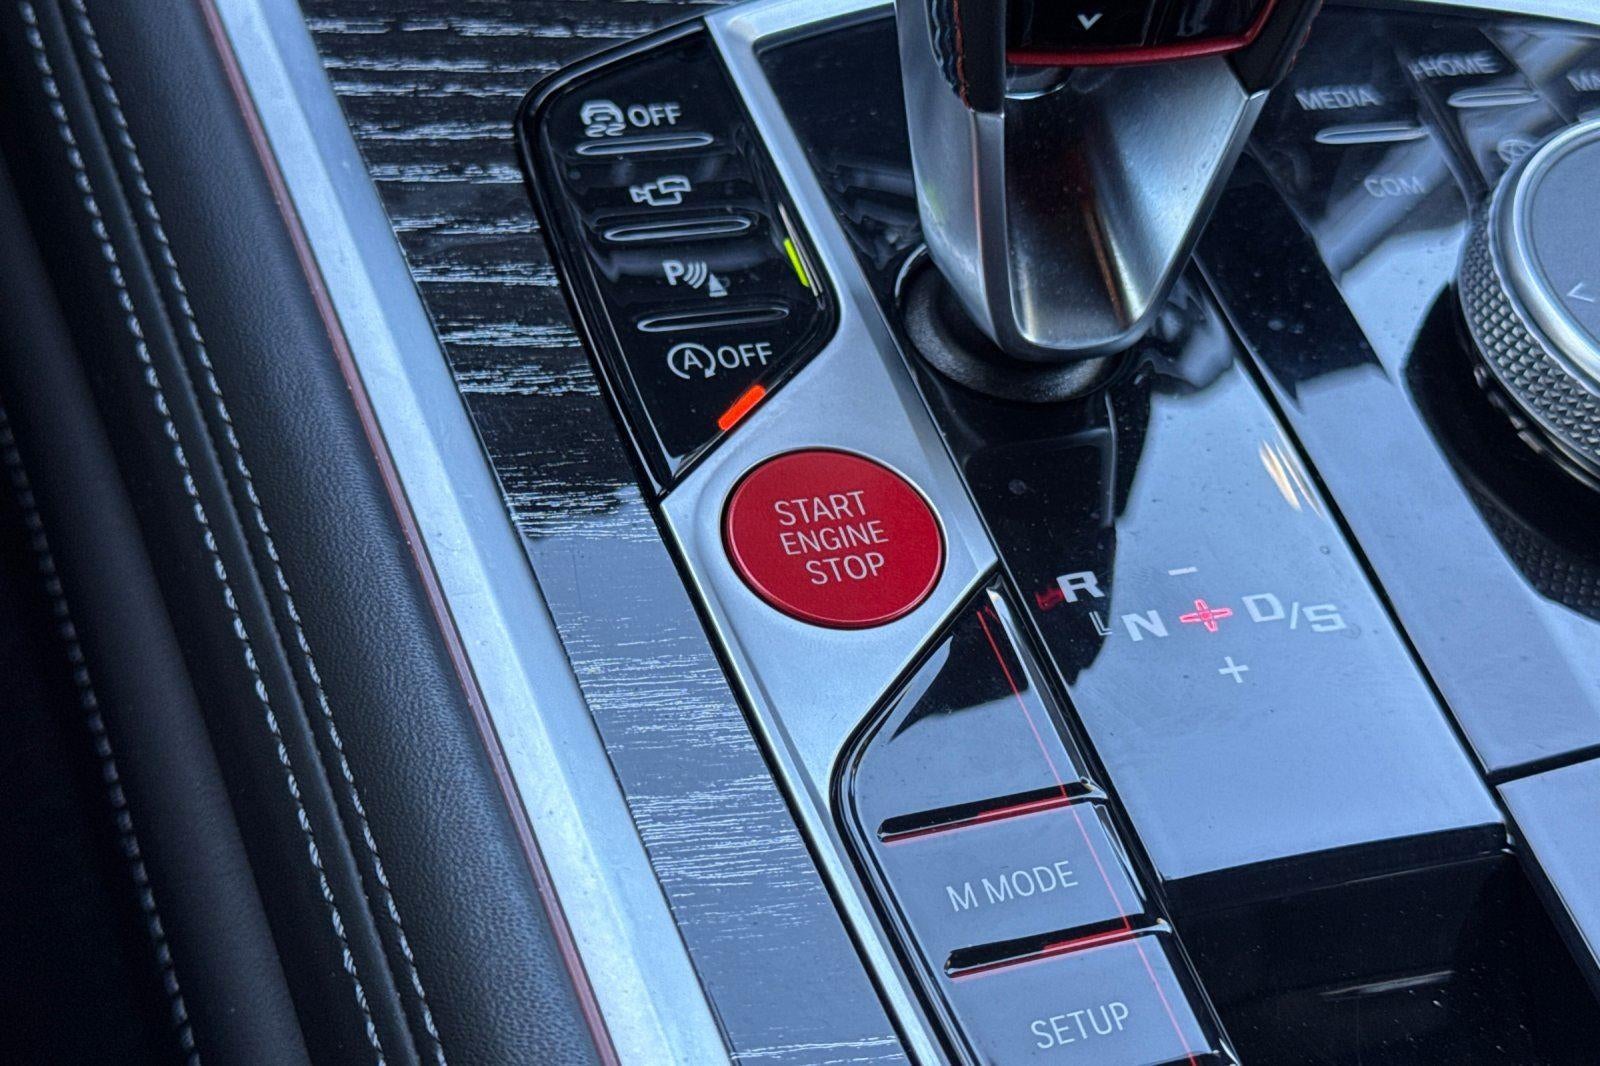 OFF
P
A OFF
START
ENGINE
STOP
MEDIA
HOME
COM
R −
N D/S
+
M MODE
SETUP